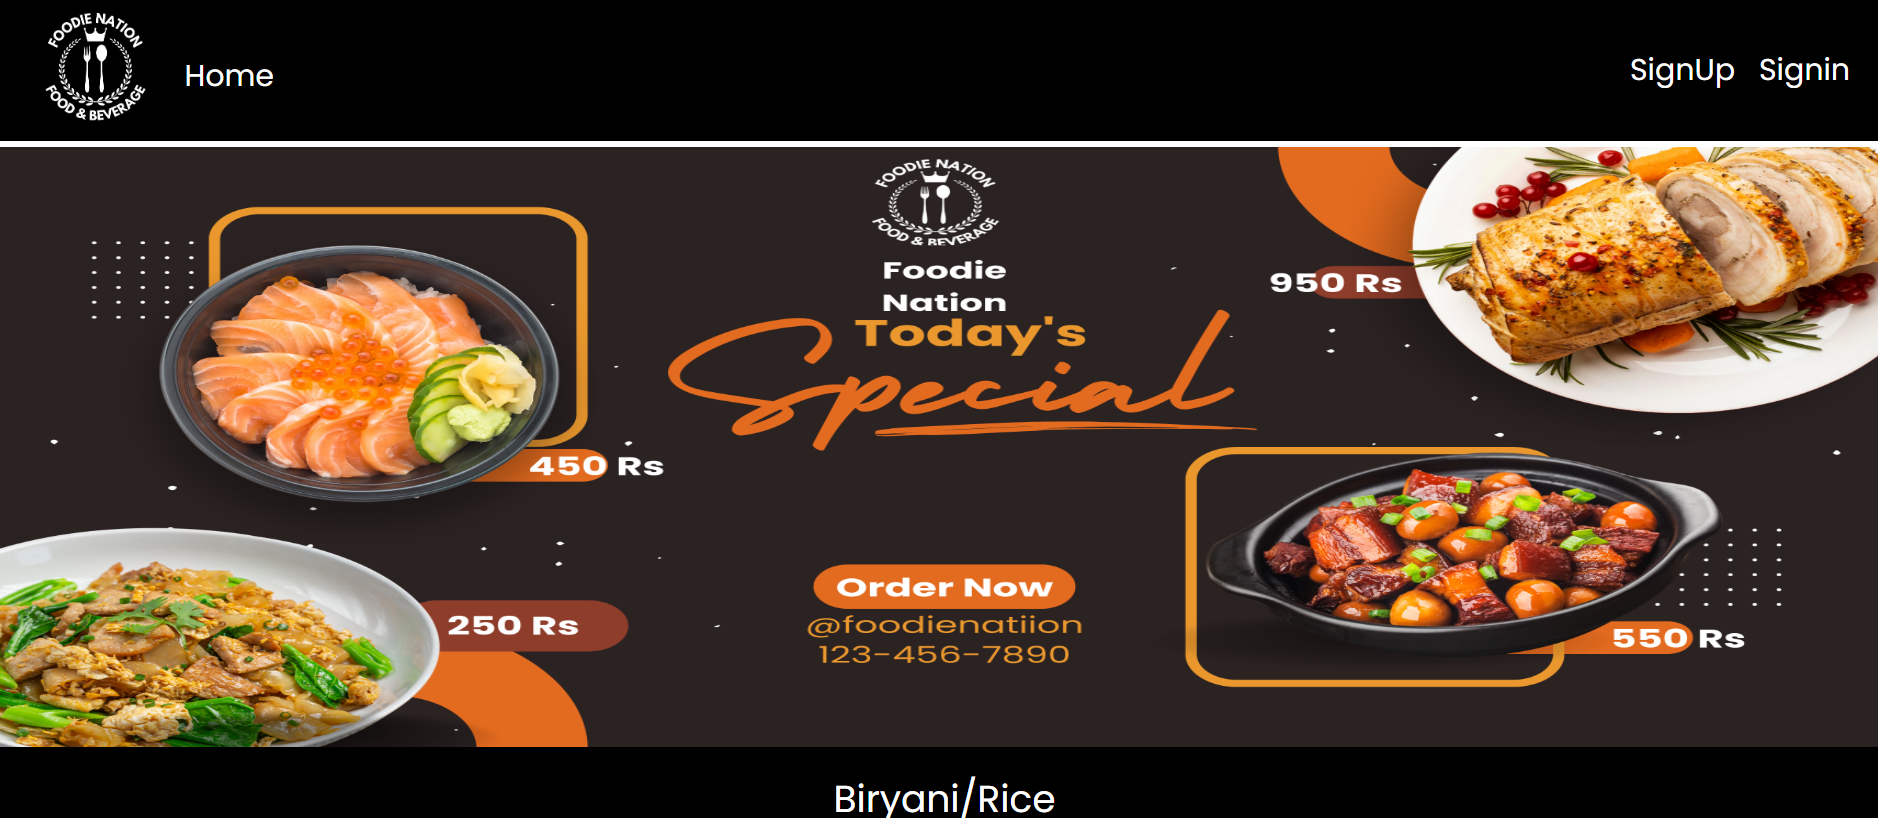 FOODIE NATION
FOOD & BEVERAGE
Home
SignUp Signin
FOODIE NATION
FOOD & BEVERAGE
Foodie
Nation
Today's
Special
950 Rs
450 Rs
250 Rs
Order Now
@foodienatiion
123-456-7890
550 Rs
Biryani/Rice